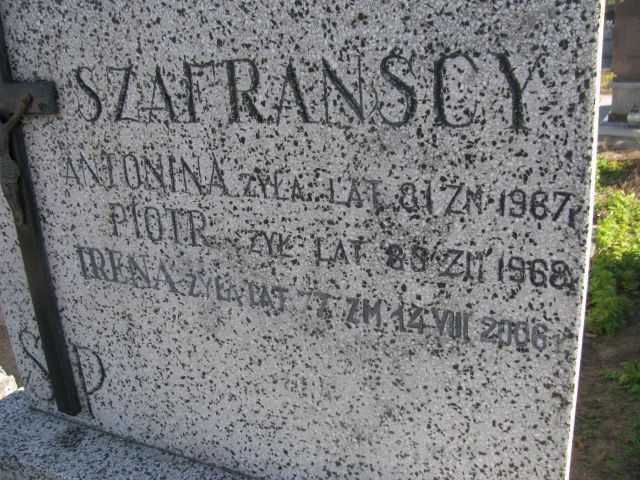 SZAFRAŃSCY
ANTONINA ŻYŁA LAT 81 ZM 1967 r
PIOTR ŻYŁ LAT 88 ZM 1968 r
IRENA ŻYŁA LAT 77 ZM 14 VIII 2006 r
Ś P